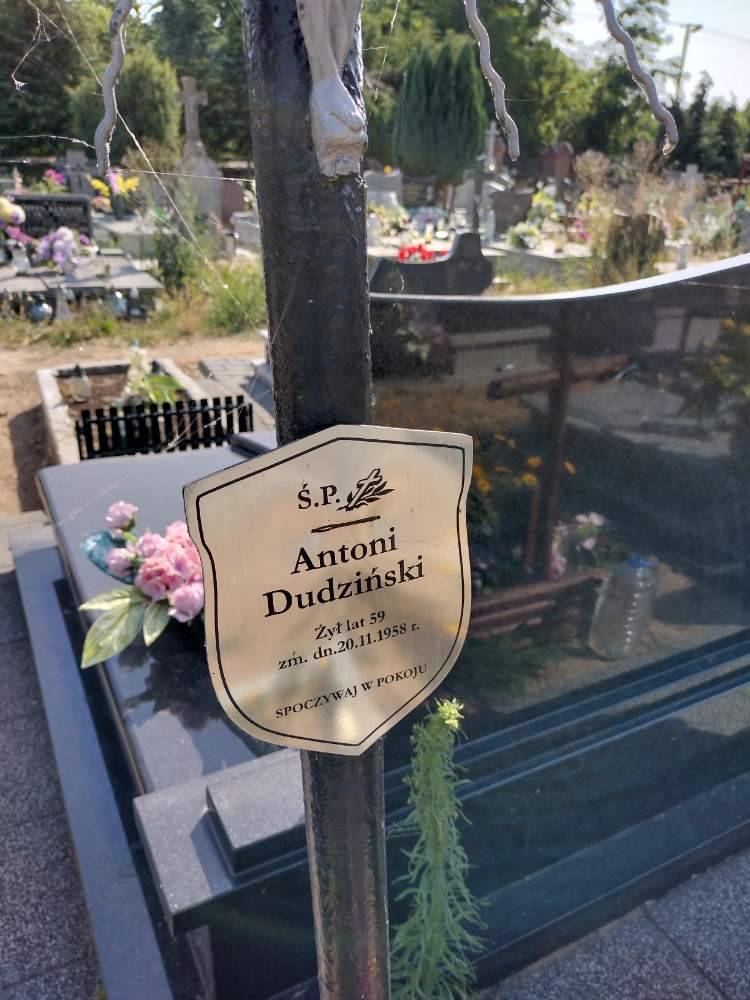 Ś.P.
Antoni
Dudziński
Żył lat 59
zm. dn.20.11.1958 r.
SPOCZYWAJ W POKOJU